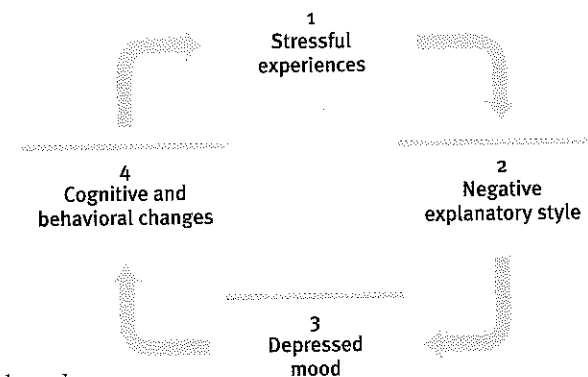 1
Stressful
experiences
2
Negative
explanatory style
3
Depressed
mood
4
Cognitive and
behavioral changes